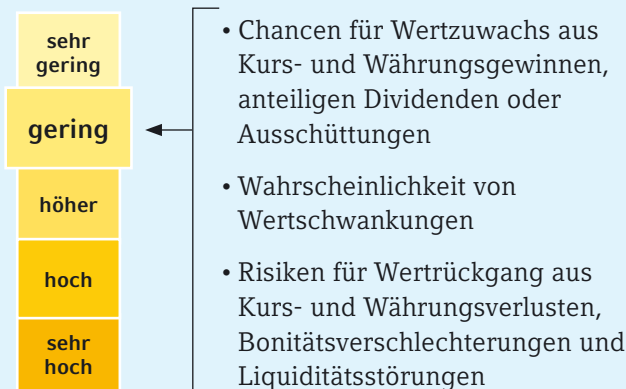 sehr
gering
gering
höher
hoch
sehr
hoch
• Chancen für Wertzuwachs aus
Kurs- und Währungsgewinnen,
anteiligen Dividenden oder
Ausschüttungen
• Wahrscheinlichkeit von
Wertschwankungen
• Risiken für Wertrückgang aus
Kurs- und Währungsverlusten,
Bonitätsverschlechterungen und
Liquiditätsstörungen